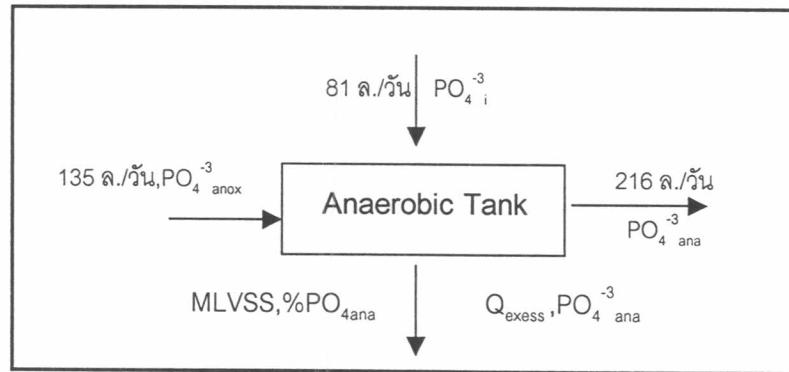 81 ล./วัน PO₄⁻³ᵢ
135 ล./วัน,PO₄⁻³anox
Anaerobic Tank
216 ล./วัน
PO₄⁻³ana
MLVSS,%PO₄ana
Qexess,PO₄⁻³ana